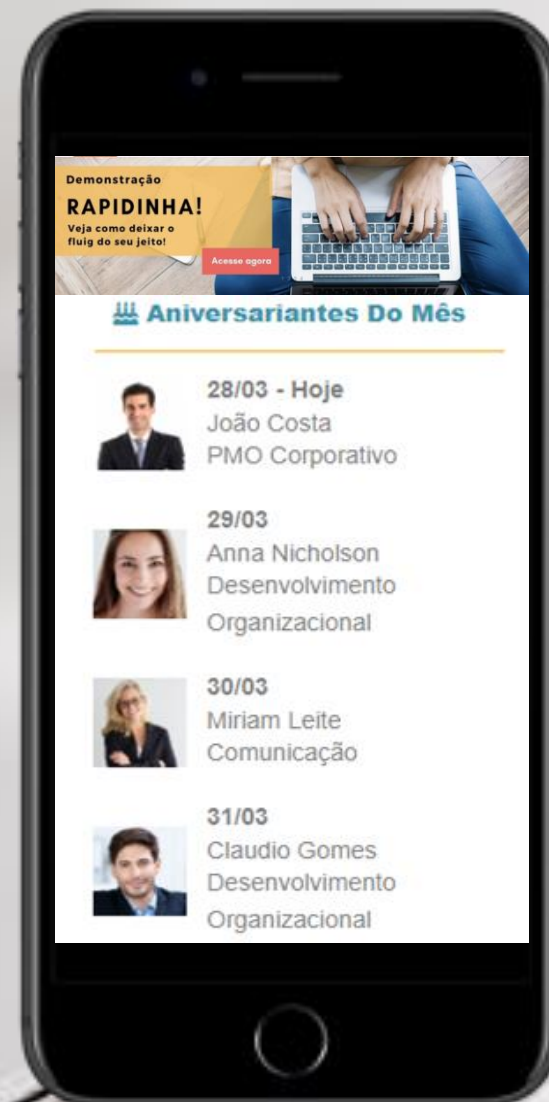 Demonstração
RAPIDINHA!
Veja como deixar o
fluig do seu jeito!
Acesse agora
Aniversariantes Do Mês
28/03 - Hoje
João Costa
PMO Corporativo
29/03
Anna Nicholson
Desenvolvimento
Organizacional
30/03
Miriam Leite
Comunicação
31/03
Claudio Gomes
Desenvolvimento
Organizacional